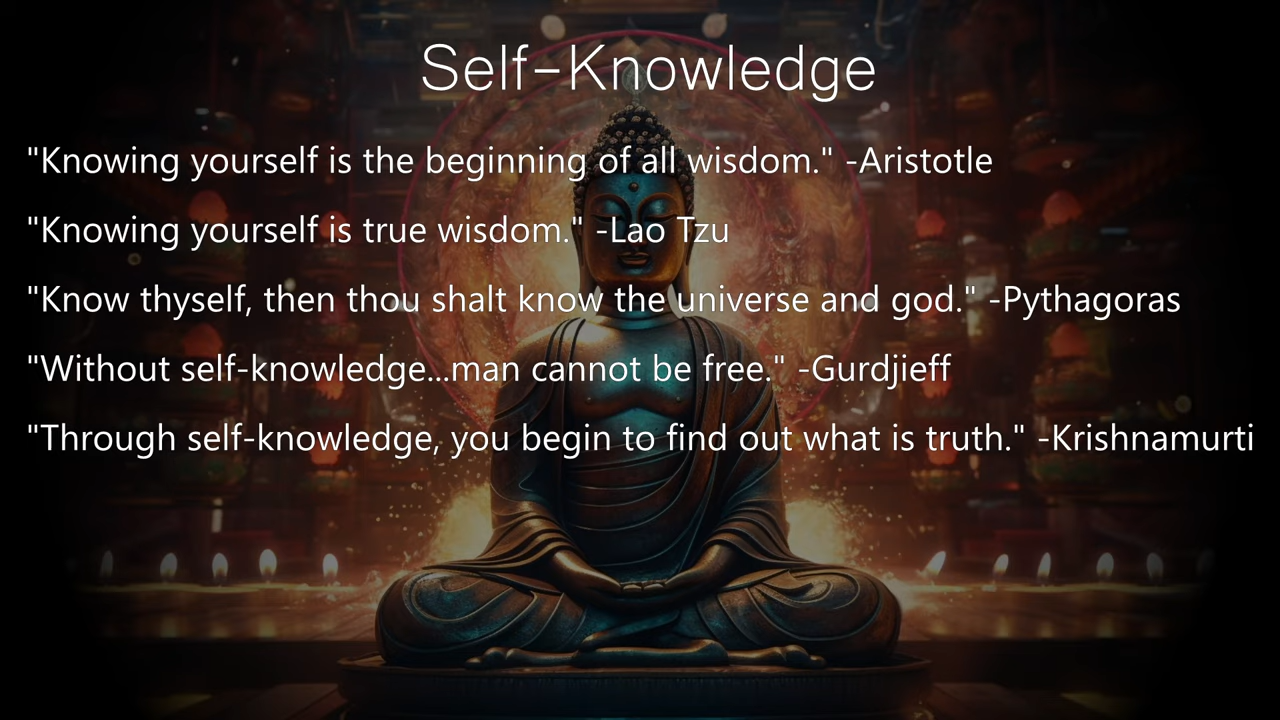 Self-Knowledge
"Knowing yourself is the beginning of all wisdom." -Aristotle
"Knowing yourself is true wisdom." -Lao Tzu
"Know thyself, then thou shalt know the universe and god." -Pythagoras
"Without self-knowledge...man cannot be free." -Gurdjieff
"Through self-knowledge, you begin to find out what is truth." -Krishnamurti